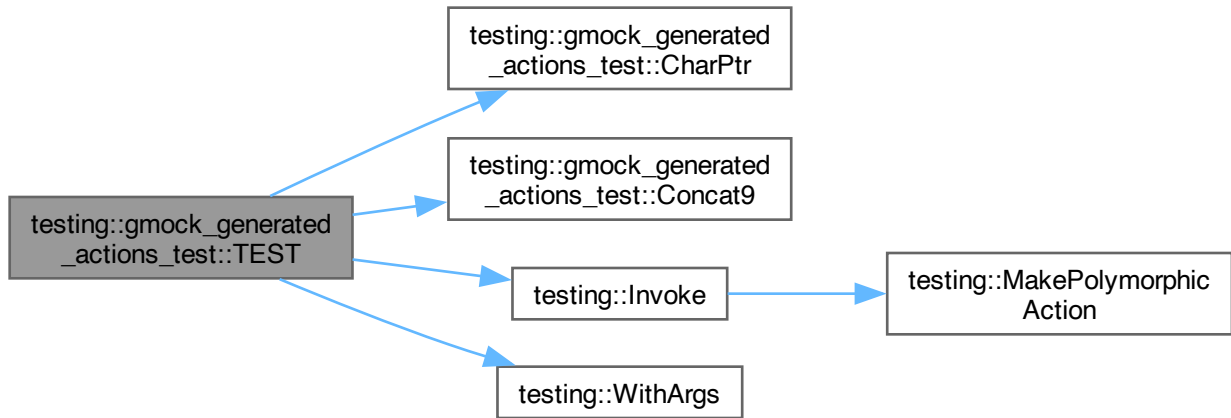 testing::gmock_generated
_actions_test::CharPtr
testing::gmock_generated
_actions_test::Concat9
testing::gmock_generated
_actions_test::TEST
testing::Invoke
testing::MakePolymorphic
Action
testing::WithArgs